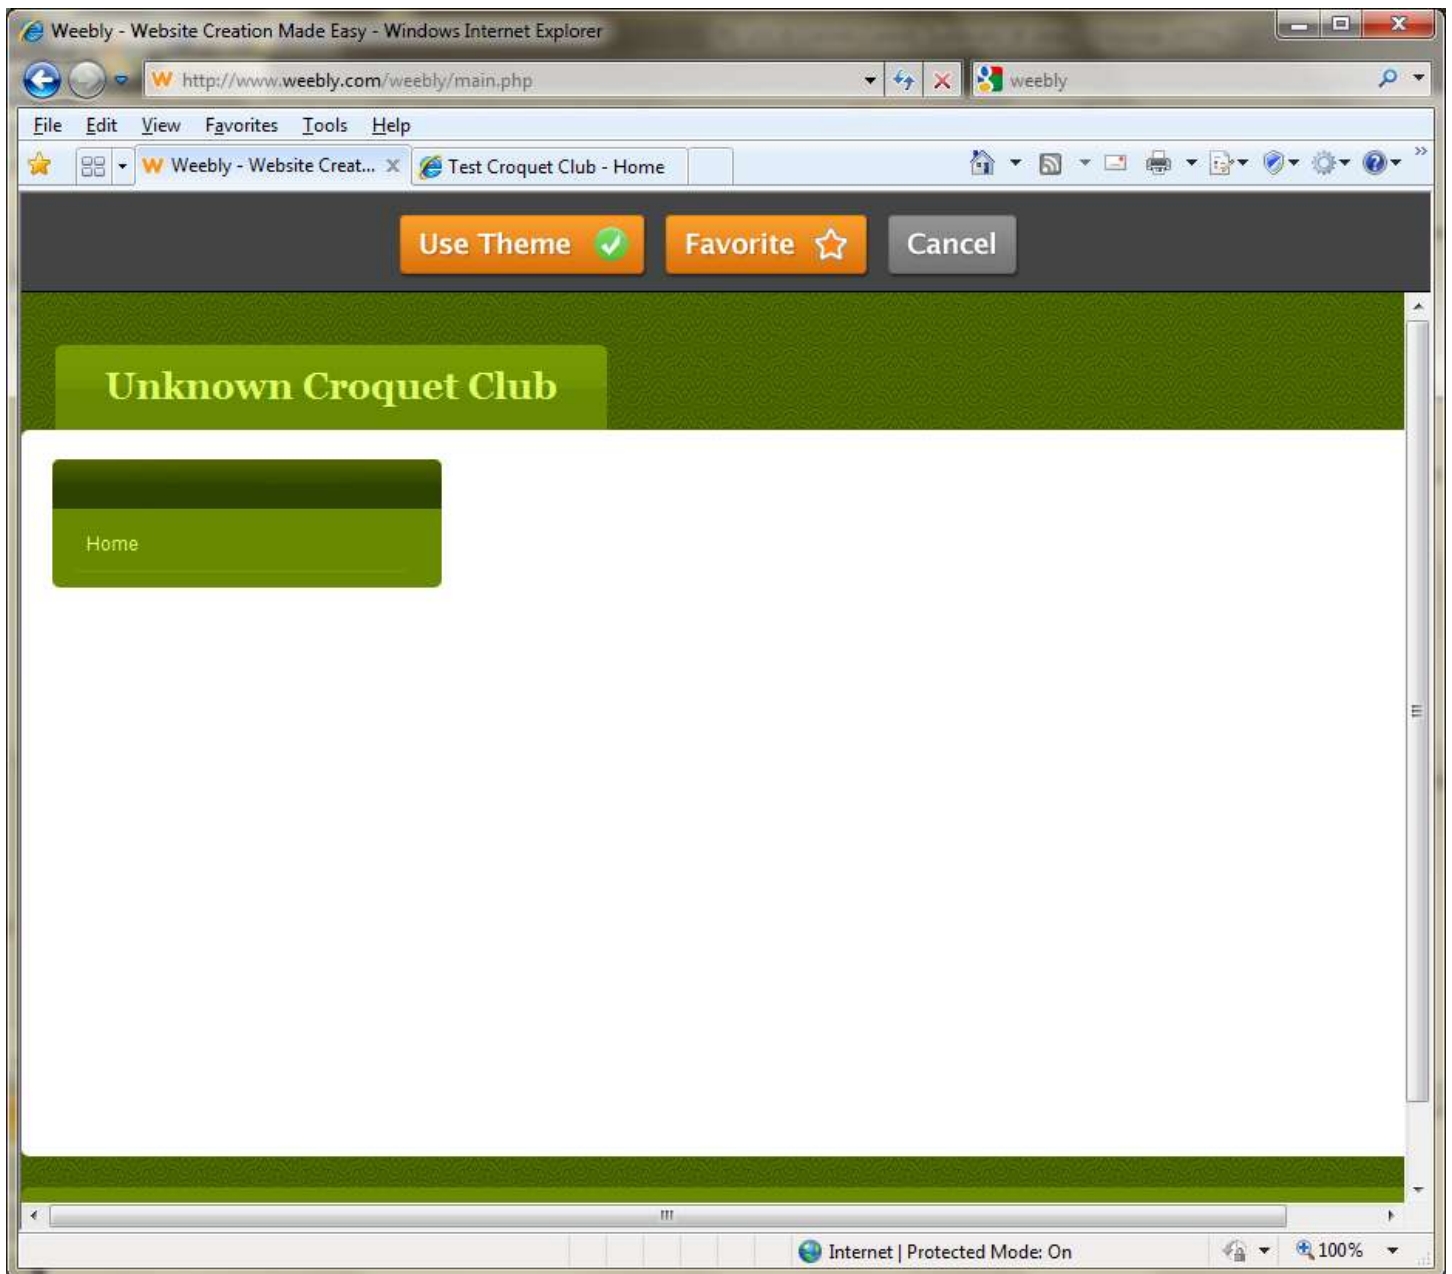 Weebly - Website Creation Made Easy - Windows Internet Explorer
http://www.weebly.com/weebly/main.php
weebly
File Edit View Favorites Tools Help
Weebly - Website Creat... Test Croquet Club - Home
Use Theme Favorite Cancel
Unknown Croquet Club
Home
Internet | Protected Mode: On 100%